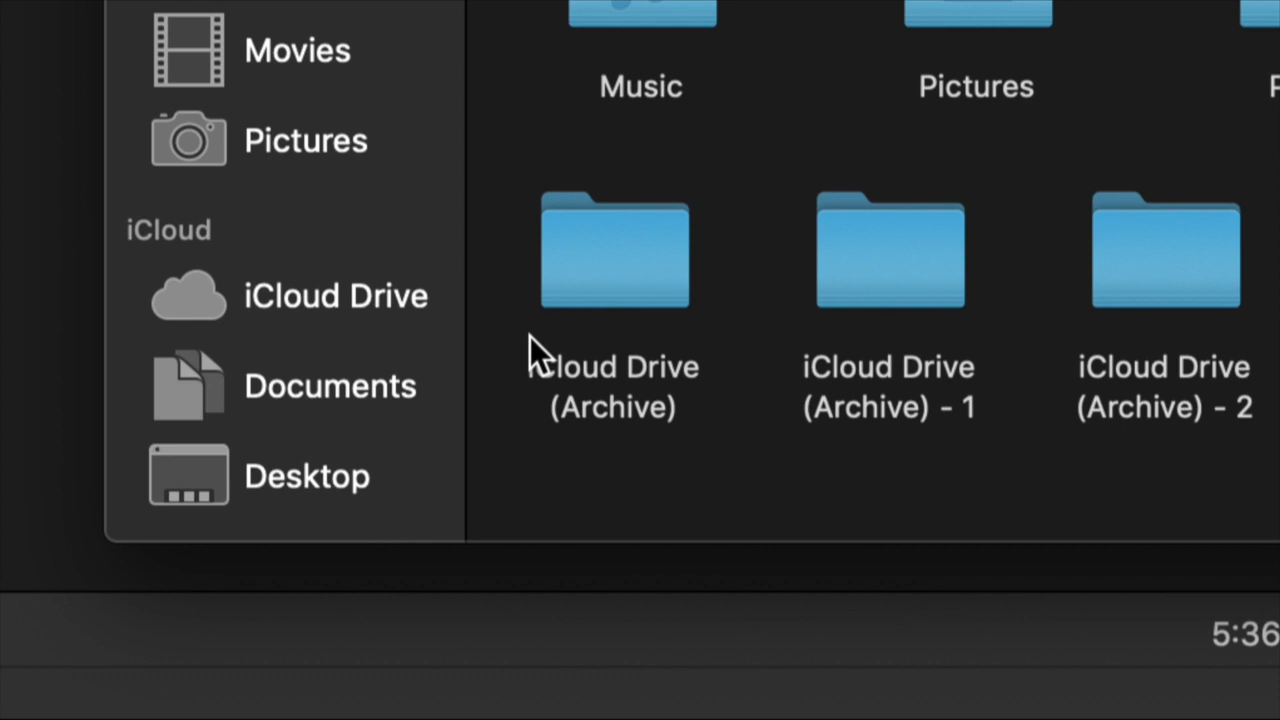 Movies
Pictures
iCloud
iCloud Drive
Documents
Desktop
Music
Pictures
iCloud Drive
(Archive)
iCloud Drive
(Archive) - 1
iCloud Drive
(Archive) - 2
5:36